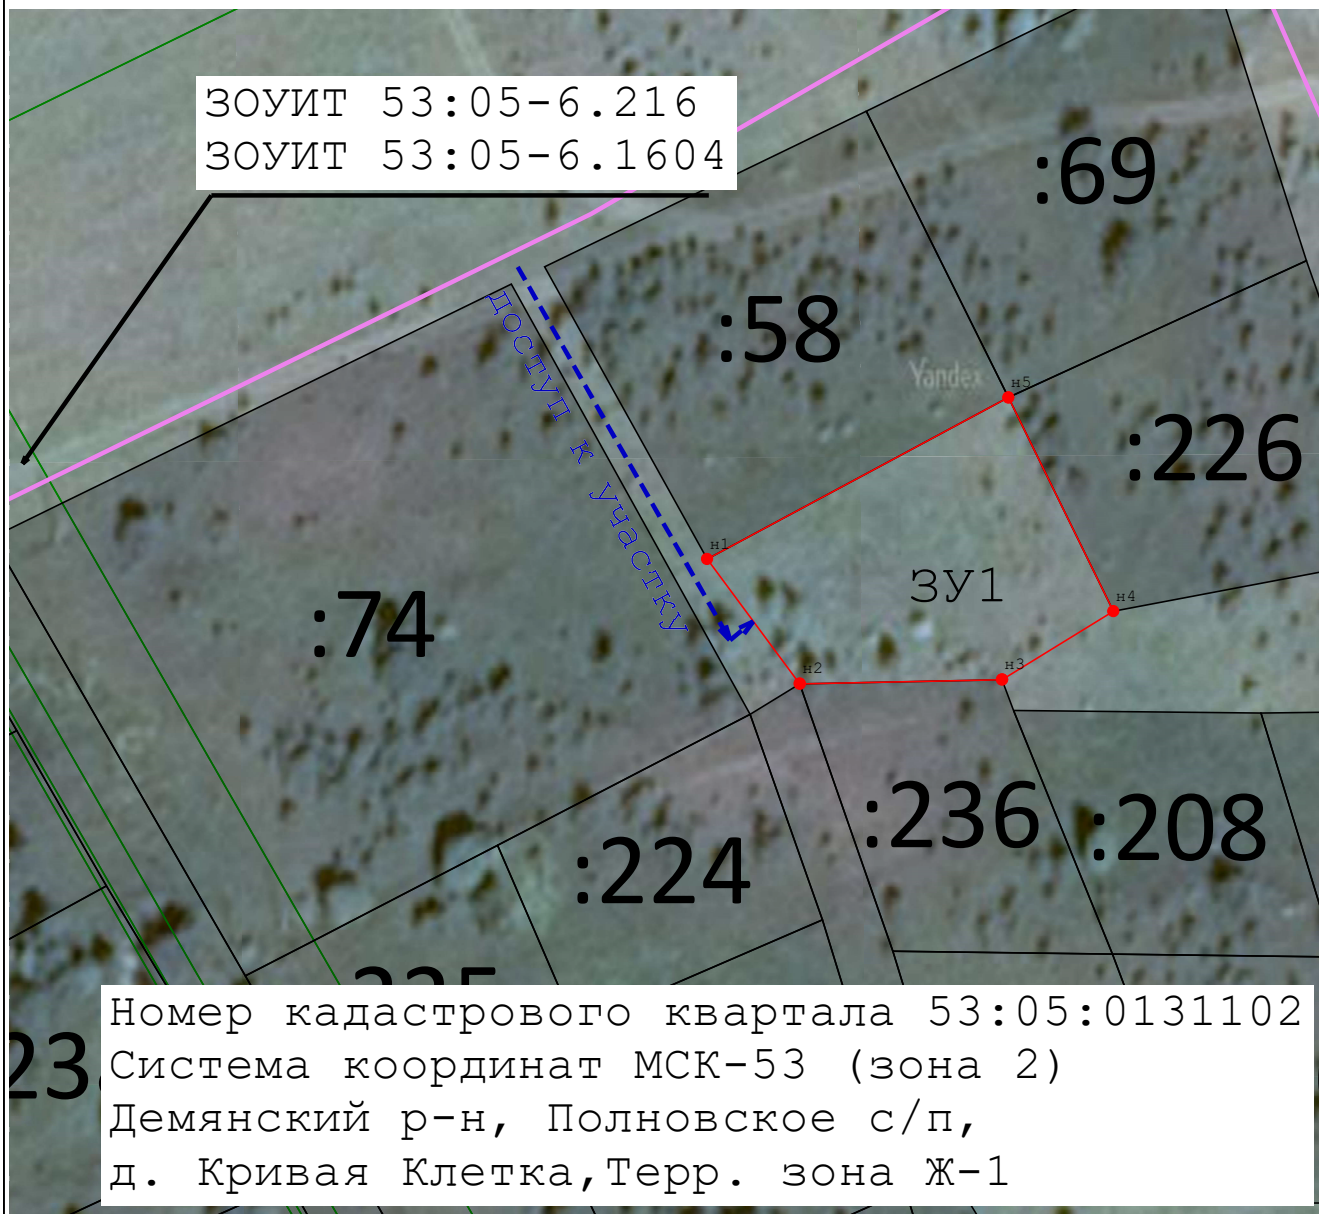 ЗОУИТ 53:05-6.216
ЗОУИТ 53:05-6.1604
:69
:58
доступ к участку
Yandex
н5
:226
н1
ЗУ1
:74
н4
н2
н3
:236
:208
:224
Номер кадастрового квартала 53:05:0131102
Система координат МСК-53 (зона 2)
Демянский р-н, Полновское с/п,
д. Кривая Клетка,Терр. зона Ж-1